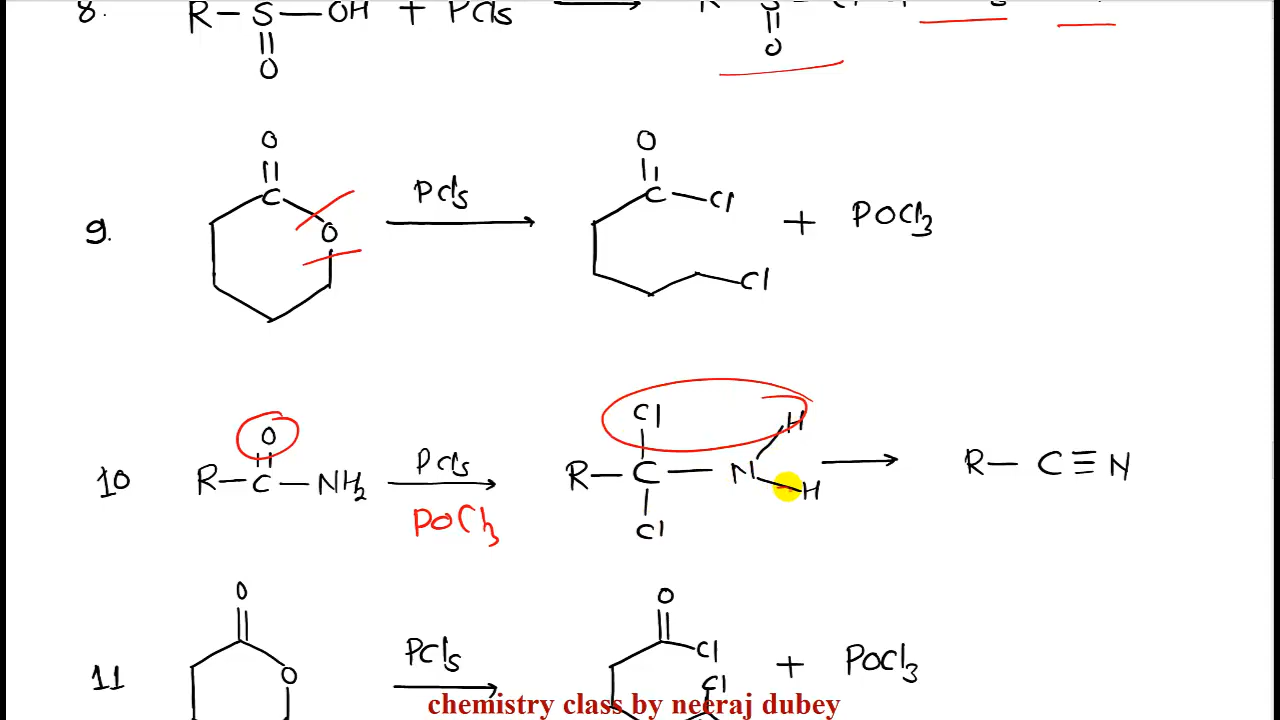 8. R-S-OH + PCl5
O
O
9. O
C
O
PCl5
O
C-Cl
Cl
+ POCl3
10 R-C-NH2
O
PCl5
POCl3
Cl
R-C-N
H
H
Cl
R-C≡N
11 O
O
PCl5
O
Cl
Cl
+ POCl3
chemistry class by neeraj dubey